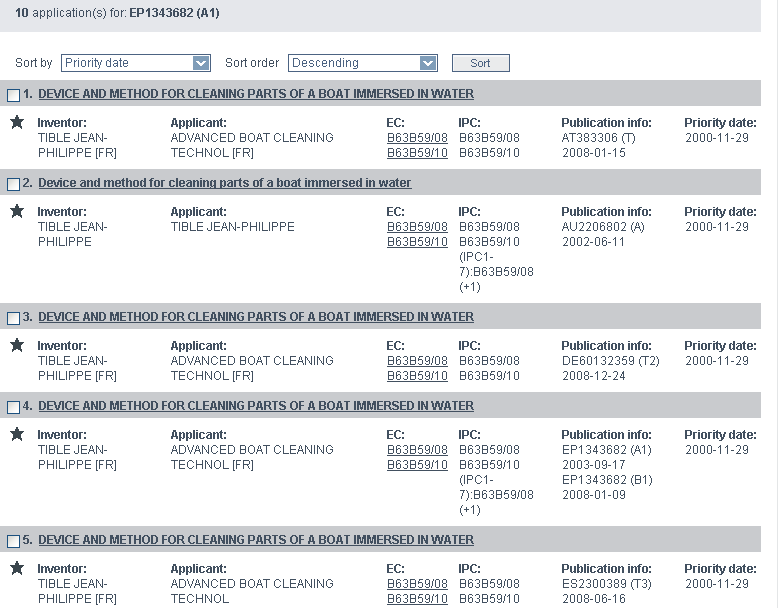 10 application(s) for: EP1343682 (A1)
Sort by Priority date Sort order Descending Sort
1. DEVICE AND METHOD FOR CLEANING PARTS OF A BOAT IMMERSED IN WATER
Inventor: Applicant: EC: IPC: Publication info: Priority date:
TIBLE JEAN- ADVANCED BOAT CLEANING B63B59/08 B63B59/08 AT383306 (T) 2000-11-29
PHILIPPE [FR] TECHNOL [FR] B63B59/10 B63B59/10 2008-01-15
2. Device and method for cleaning parts of a boat immersed in water
Inventor: Applicant: EC: IPC: Publication info: Priority date:
TIBLE JEAN- TIBLE JEAN-PHILIPPE B63B59/08 B63B59/08 AU2206802 (A) 2000-11-29
PHILIPPE B63B59/10 B63B59/10 2002-06-11
(IPC1-
7):B63B59/08
(+1)
3. DEVICE AND METHOD FOR CLEANING PARTS OF A BOAT IMMERSED IN WATER
Inventor: Applicant: EC: IPC: Publication info: Priority date:
TIBLE JEAN- ADVANCED BOAT CLEANING B63B59/08 B63B59/08 DE60132359 (T2) 2000-11-29
PHILIPPE [FR] TECHNOL [FR] B63B59/10 B63B59/10 2008-12-24
4. DEVICE AND METHOD FOR CLEANING PARTS OF A BOAT IMMERSED IN WATER
Inventor: Applicant: EC: IPC: Publication info: Priority date:
TIBLE JEAN- ADVANCED BOAT CLEANING B63B59/08 B63B59/08 EP1343682 (A1) 2000-11-29
PHILIPPE [FR] TECHNOL [FR] B63B59/10 B63B59/10 2003-09-17
(IPC1- EP1343682 (B1)
7):B63B59/08 2008-01-09
(+1)
5. DEVICE AND METHOD FOR CLEANING PARTS OF A BOAT IMMERSED IN WATER
Inventor: Applicant: EC: IPC: Publication info: Priority date:
TIBLE JEAN- ADVANCED BOAT CLEANING B63B59/08 B63B59/08 ES2300389 (T3) 2000-11-29
PHILIPPE [FR] TECHNOL B63B59/10 B63B59/10 2008-06-16